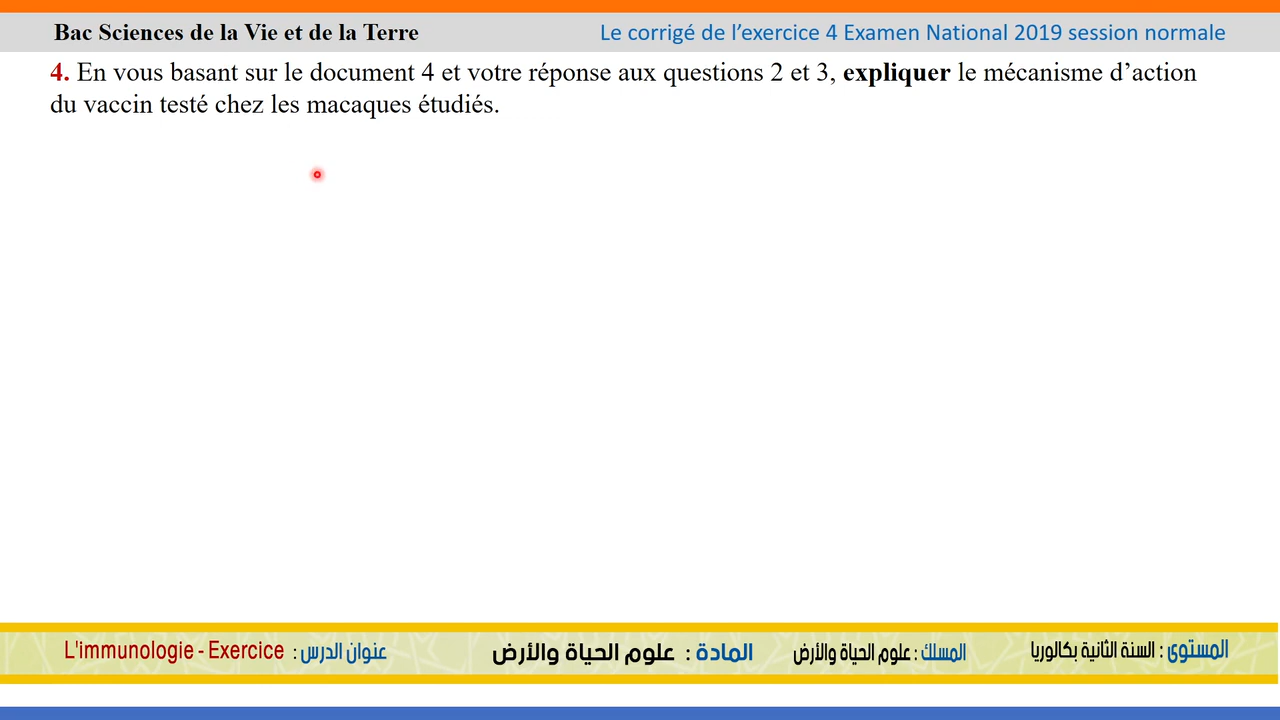 Bac Sciences de la Vie et de la Terre
Le corrigé de l’exercice 4 Examen National 2019 session normale
4. En vous basant sur le document 4 et votre réponse aux questions 2 et 3, expliquer le mécanisme d’action
du vaccin testé chez les macaques étudiés.
المستوى : السنة الثانية بكالوريا
المسلك : علوم الحياة والأرض
المادة : علوم الحياة والأرض
عنوان الدرس : L'immunologie - Exercice